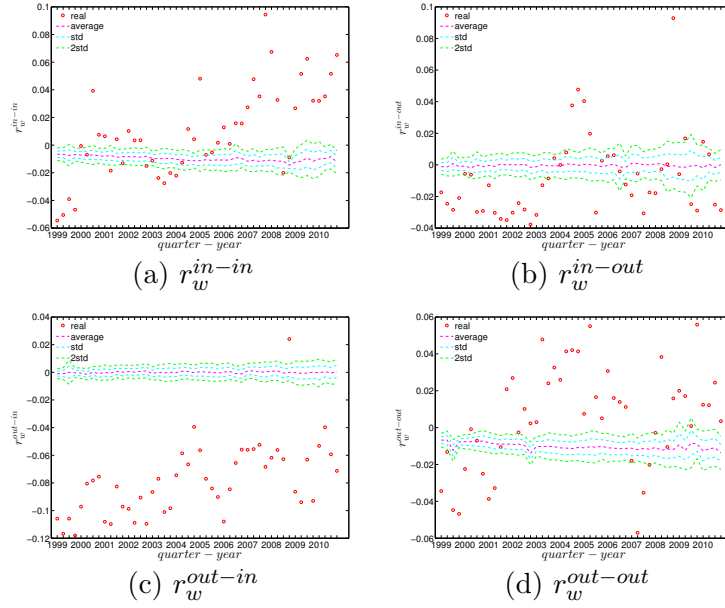 0.1
0.08
0.06
0.04
0.02
0
−0.02
−0.04
−0.06
real
average
std
2std
r_w^{in−in}
1999 2000 2001 2002 2003 2004 2005 2006 2007 2008 2009 2010
quarter − year
(a) r_w^{in−in}
0.1
0.08
0.06
0.04
0.02
0
−0.02
−0.04
−0.06
real
average
std
2std
r_w^{in−out}
1999 2000 2001 2002 2003 2004 2005 2006 2007 2008 2009 2010
quarter − year
(b) r_w^{in−out}
0.04
0.02
0
−0.02
−0.04
−0.06
−0.08
−0.1
−0.12
real
average
std
2std
r_w^{out−in}
1999 2000 2001 2002 2003 2004 2005 2006 2007 2008 2009 2010
quarter − year
(c) r_w^{out−in}
0.06
0.04
0.02
0
−0.02
−0.04
−0.06
real
average
std
2std
r_w^{out−out}
1999 2000 2001 2002 2003 2004 2005 2006 2007 2008 2009 2010
quarter − year
(d) r_w^{out−out}